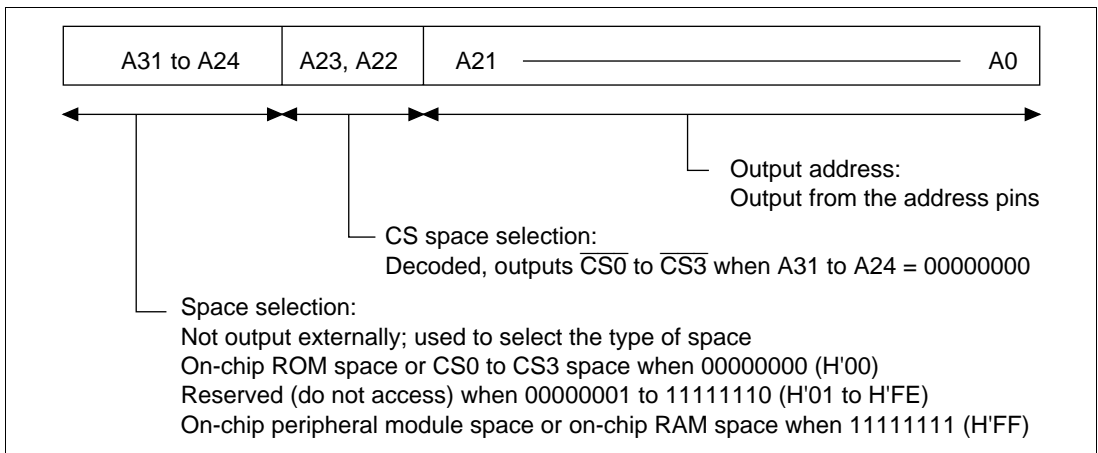 A31 to A24 A23, A22 A21 A0
Output address:
Output from the address pins
CS space selection:
Decoded, outputs C̅S̅0̅ to C̅S̅3̅ when A31 to A24 = 00000000
Space selection:
Not output externally; used to select the type of space
On-chip ROM space or CS0 to CS3 space when 00000000 (H'00)
Reserved (do not access) when 00000001 to 11111110 (H'01 to H'FE)
On-chip peripheral module space or on-chip RAM space when 11111111 (H'FF)